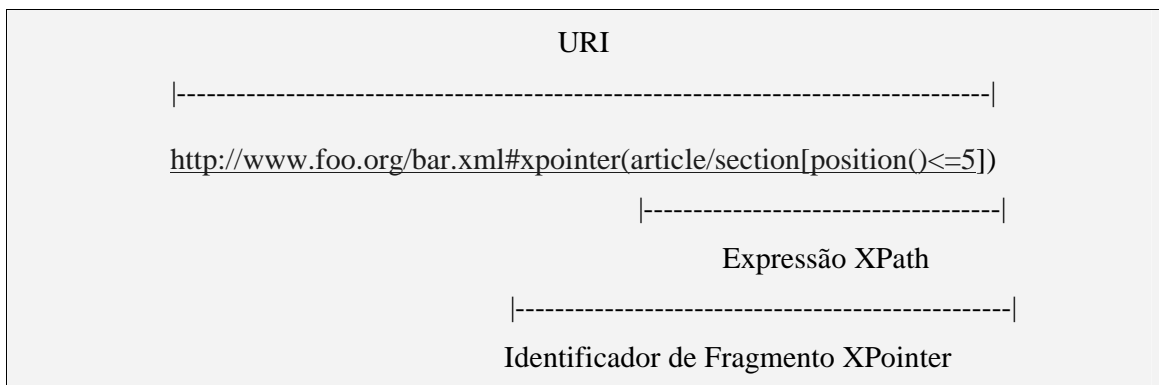 URI
|----------------------------------------------------------------------------------|
http://www.foo.org/bar.xml#xpointer(article/section[position()<=5])
|------------------------------------|
Expressão XPath
|--------------------------------------------------|
Identificador de Fragmento XPointer